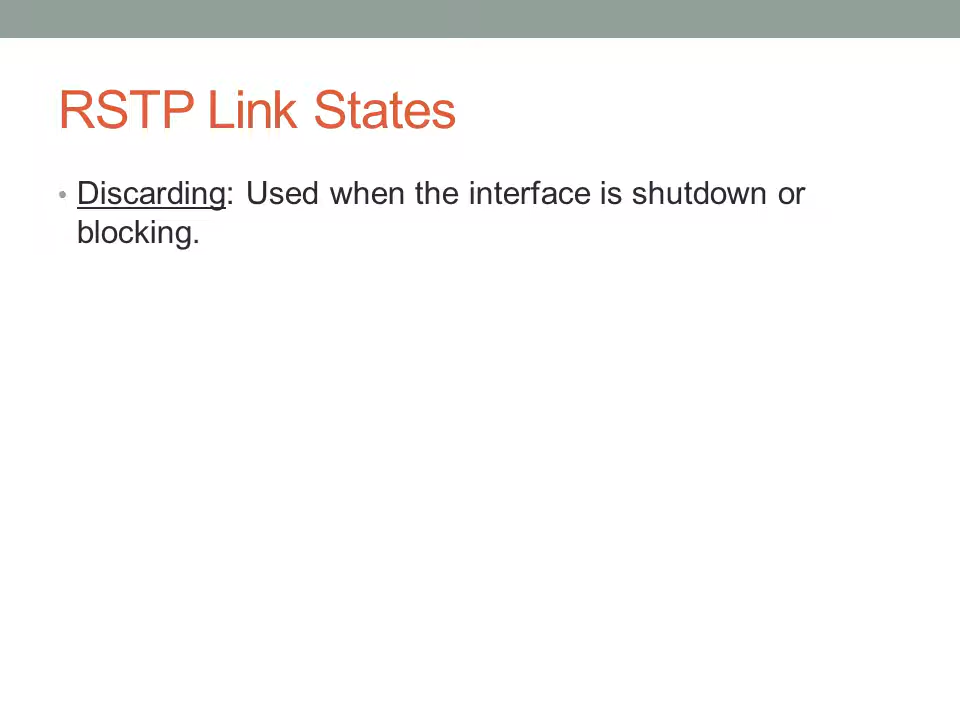 RSTP Link States
• Discarding: Used when the interface is shutdown or
blocking.